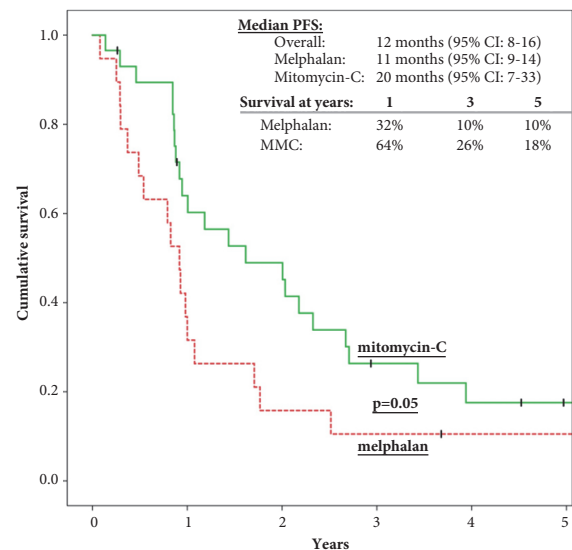 Median PFS:
Overall: 12 months (95% CI: 8-16)
Melphalan: 11 months (95% CI: 9-14)
Mitomycin-C: 20 months (95% CI: 7-33)
Survival at years: 1 3 5
Melphalan: 32% 10% 10%
MMC: 64% 26% 18%
1.0
0.8
0.6
0.4
0.2
0.0
Cumulative survival
mitomycin-C
p=0.05
melphalan
0 1 2 3 4 5
Years